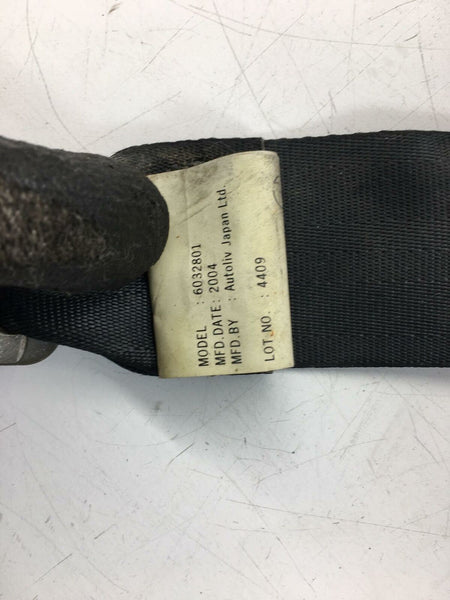 MODEL : 6032801
MFD.DATE: 2004
MFD.BY : Autoliv Japan Ltd.
LOT NO. : 4409